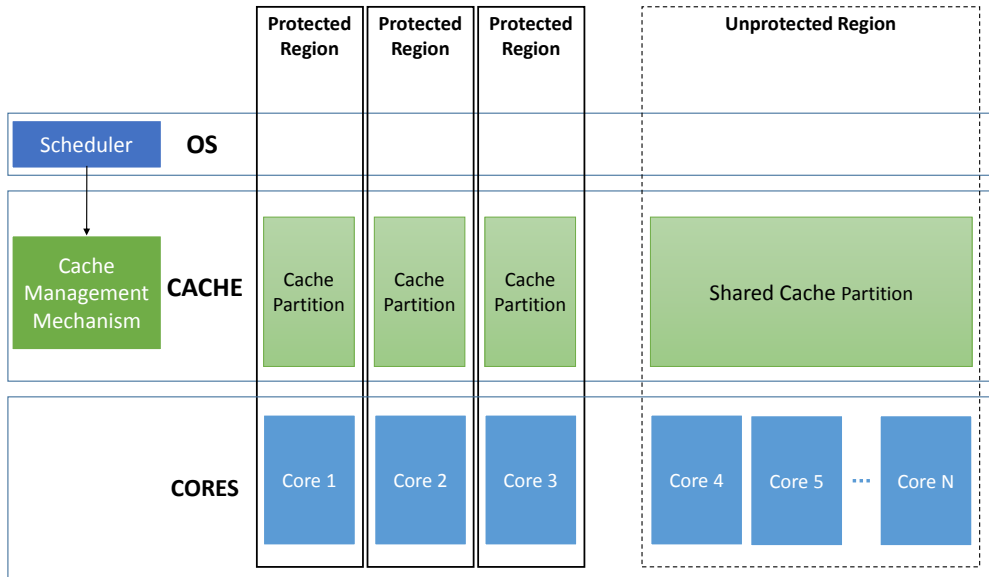 Protected
Region
Protected
Region
Protected
Region
Unprotected Region
Scheduler
OS
Cache
Management
Mechanism
CACHE
Cache
Partition
Cache
Partition
Cache
Partition
Shared Cache Partition
CORES
Core 1
Core 2
Core 3
Core 4
Core 5
...
Core N